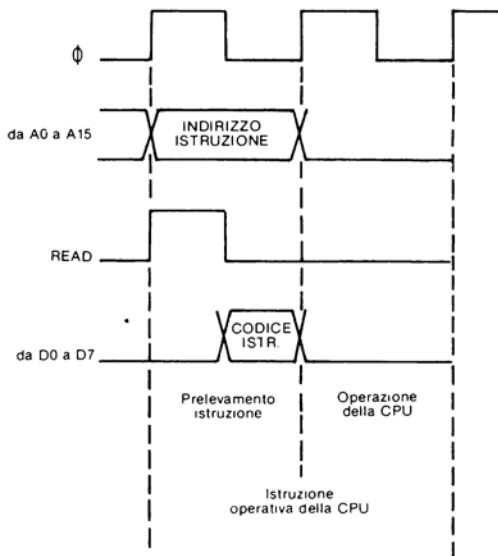 ϕ
da A0 a A15
INDIRIZZO
ISTRUZIONE
READ
da D0 a D7
CODICE
ISTR.
Prelevamento
istruzione
Operazione
della CPU
Istruzione
operativa della CPU